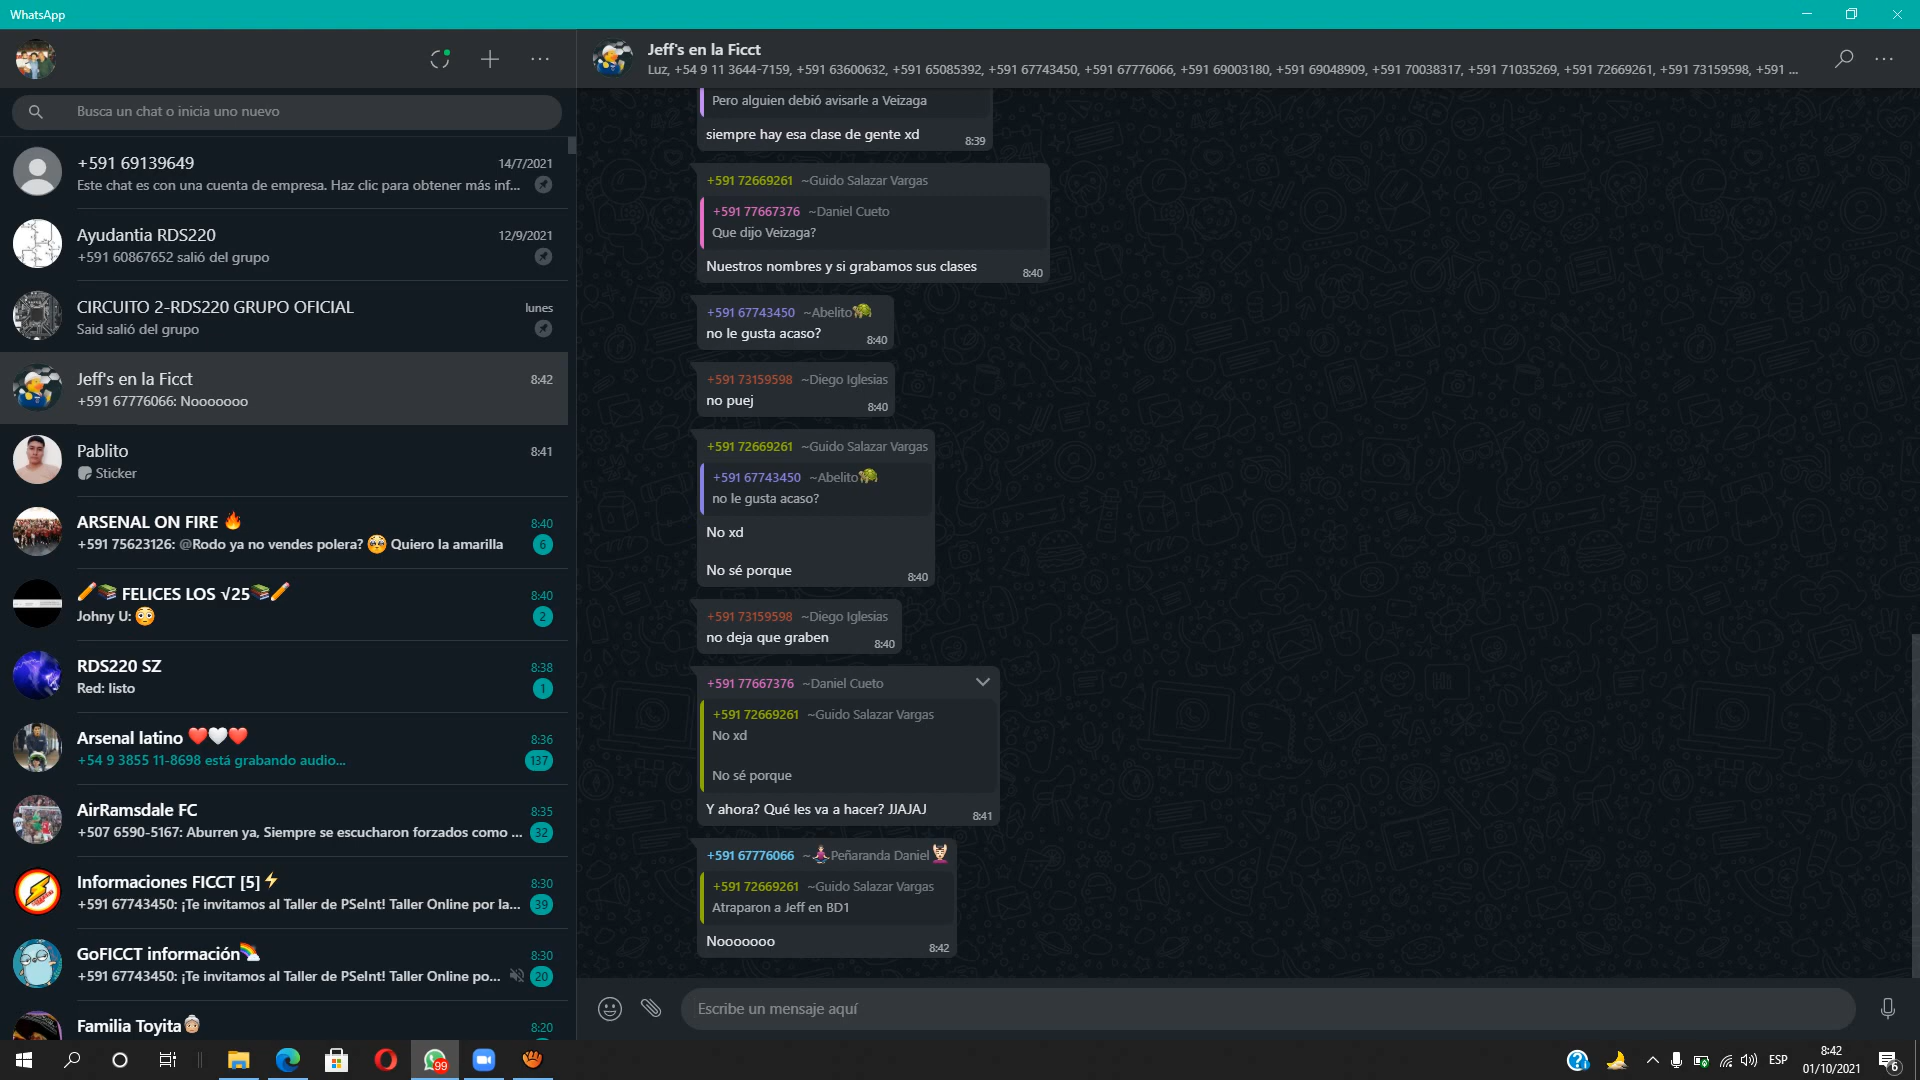 WhatsApp
Busca un chat o inicia uno nuevo
+591 69139649
14/7/2021
Este chat es con una cuenta de empresa. Haz clic para obtener más inf...
Ayudantia RDS220
12/9/2021
+591 60867652 salió del grupo
CIRCUITO 2-RDS220 GRUPO OFICIAL
lunes
Said salió del grupo
Jeff's en la Ficct
8:42
+591 67776066: Nooooooo
Pablito
8:41
Sticker
ARSENAL ON FIRE 🔥
8:40
+591 75623126: @Rodo ya no vendes polera? 🥺 Quiero la amarilla
6
✏️📚 FELICES LOS √25📚✏️
8:40
Johny U: 😳
2
RDS220 SZ
8:38
Red: listo
1
Arsenal latino ❤️🤍❤️
8:36
+54 9 3855 11-8698 está grabando audio...
137
AirRamsdale FC
8:35
+507 6590-5167: Aburren ya, Siempre se escucharon forzados como ...
32
Informaciones FICCT [5]⚡
8:30
+591 67743450: ¡Te invitamos al Taller de PSeInt! Taller Online por la...
39
GoFICCT información🌈
8:30
+591 67743450: ¡Te invitamos al Taller de PSeInt! Taller Online po...
20
Familia Toyita👵🏼
8:20
Jeff's en la Ficct
Luz, +54 9 11 3644-7159, +591 63600632, +591 65085392, +591 67743450, +591 67776066, +591 69003180, +591 69048909, +591 70038317, +591 71035269, +591 72669261, +591 73159598, +591 ...
Pero alguien debió avisarle a Veizaga
siempre hay esa clase de gente xd
8:39
+591 72669261 ~Guido Salazar Vargas
+591 77667376 ~Daniel Cueto
Que dijo Veizaga?
Nuestros nombres y si grabamos sus clases
8:40
+591 67743450 ~Abelito🐢
no le gusta acaso?
8:40
+591 73159598 ~Diego Iglesias
no puej
8:40
+591 72669261 ~Guido Salazar Vargas
+591 67743450 ~Abelito🐢
no le gusta acaso?
No xd
No sé porque
8:40
+591 73159598 ~Diego Iglesias
no deja que graben
8:40
+591 77667376 ~Daniel Cueto
+591 72669261 ~Guido Salazar Vargas
No xd
No sé porque
Y ahora? Qué les va a hacer? JJAJAJ
8:41
+591 67776066 ~🧘🏻‍♀️Peñaranda Daniel💆🏻‍♂️
+591 72669261 ~Guido Salazar Vargas
Atraparon a Jeff en BD1
Nooooooo
8:42
Escribe un mensaje aquí
99
ESP
8:42
01/10/2021
6